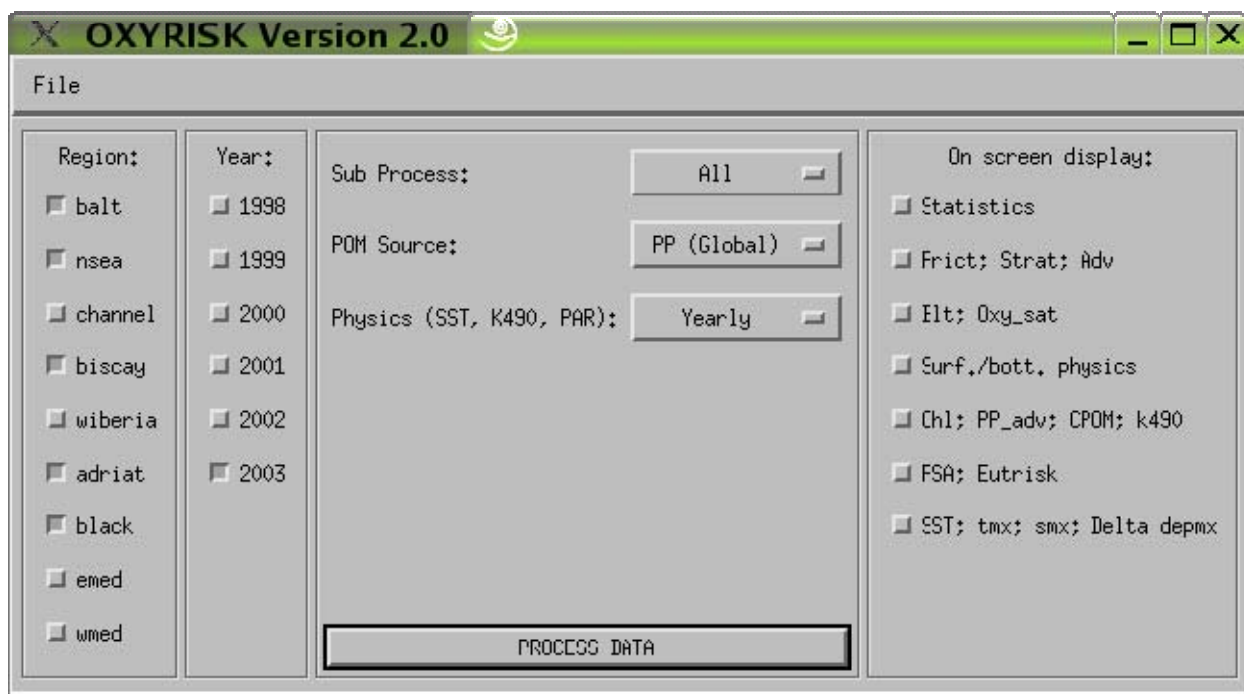 OXYRISK Version 2.0
File
Region:
balt
nsea
channel
biscay
wiberia
adriat
black
emed
wmed
Year:
1998
1999
2000
2001
2002
2003
Sub Process:
All
POM Source:
PP (Global)
Physics (SST, K490, PAR):
Yearly
PROCESS DATA
On screen display:
Statistics
Frict; Strat; Adv
Elt; Oxy_sat
Surf./bott. physics
Chl; PP_adv; CPOM; k490
FSA; Eutrisk
SST; tmx; smx; Delta depmx